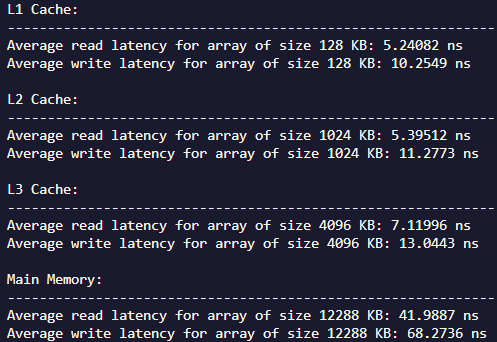 L1 Cache:
--------------------------------------------------------------
Average read latency for array of size 128 KB: 5.24082 ns
Average write latency for array of size 128 KB: 10.2549 ns
L2 Cache:
--------------------------------------------------------------
Average read latency for array of size 1024 KB: 5.39512 ns
Average write latency for array of size 1024 KB: 11.2773 ns
L3 Cache:
--------------------------------------------------------------
Average read latency for array of size 4096 KB: 7.11996 ns
Average write latency for array of size 4096 KB: 13.0443 ns
Main Memory:
--------------------------------------------------------------
Average read latency for array of size 12288 KB: 41.9887 ns
Average write latency for array of size 12288 KB: 68.2736 ns